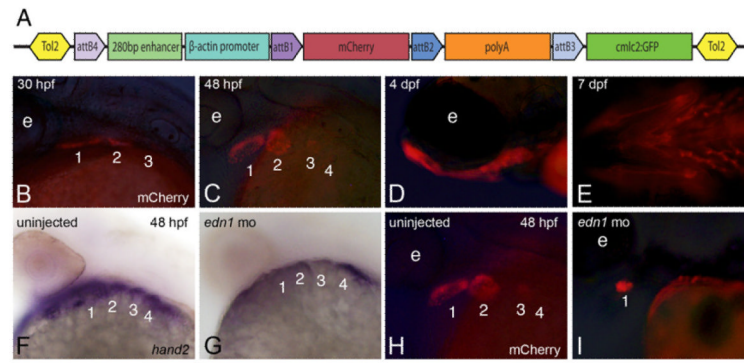 A
Tol2 attB4 280bp enhancer β-actin promoter attB1 mCherry attB2 polyA attB3 cmlc2:GFP Tol2
30 hpf 48 hpf 4 dpf 7 dpf
e e e
1 2 3 1 2 3 4
B mCherry C D E
uninjected 48 hpf edn1 mo uninjected 48 hpf edn1 mo
e e
1 2 3 4 1 2 3 4 1 2 3 4 1
F hand2 G H mCherry I